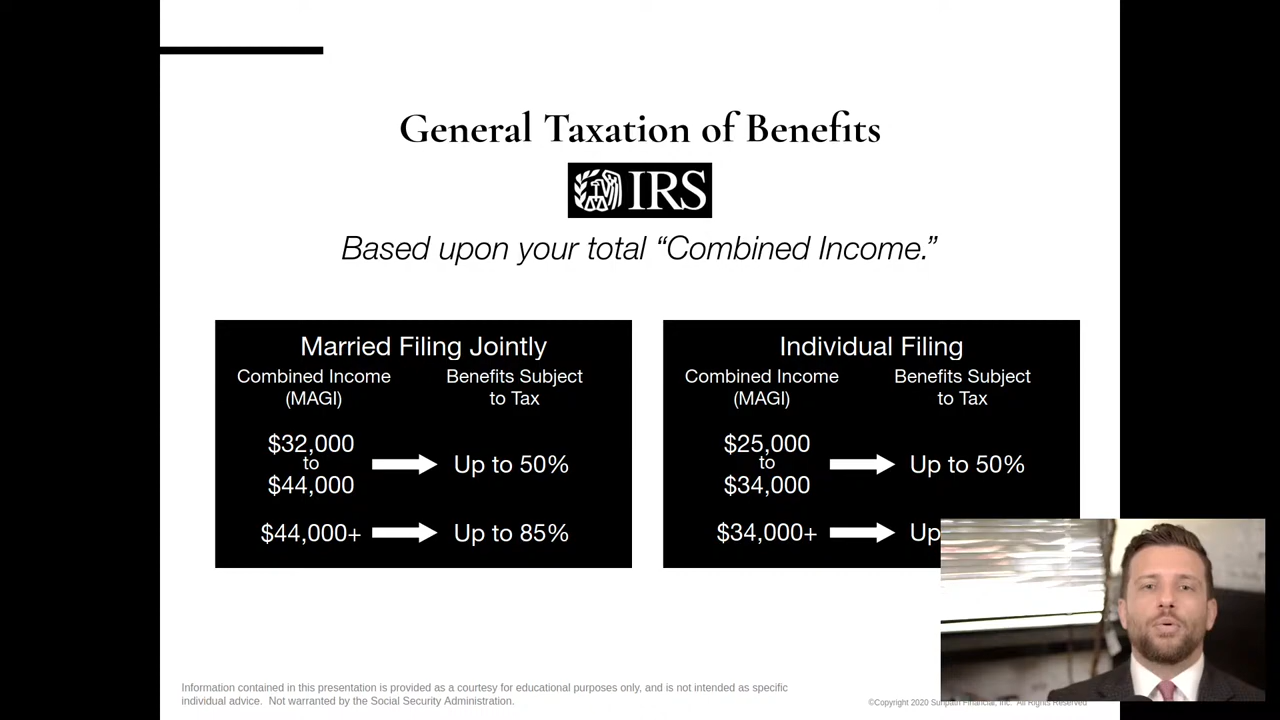 General Taxation of Benefits
IRS
Based upon your total “Combined Income.”
Married Filing Jointly
Combined Income
(MAGI)
Benefits Subject
to Tax
$32,000
to
$44,000
Up to 50%
$44,000+
Up to 85%
Individual Filing
Combined Income
(MAGI)
Benefits Subject
to Tax
$25,000
to
$34,000
Up to 50%
$34,000+
Up
Information contained in this presentation is provided as a courtesy for educational purposes only, and is not intended as specific
individual advice. Not warranted by the Social Security Administration.
©Copyright 2020 Sunpath Financial, Inc. All Rights Reserved